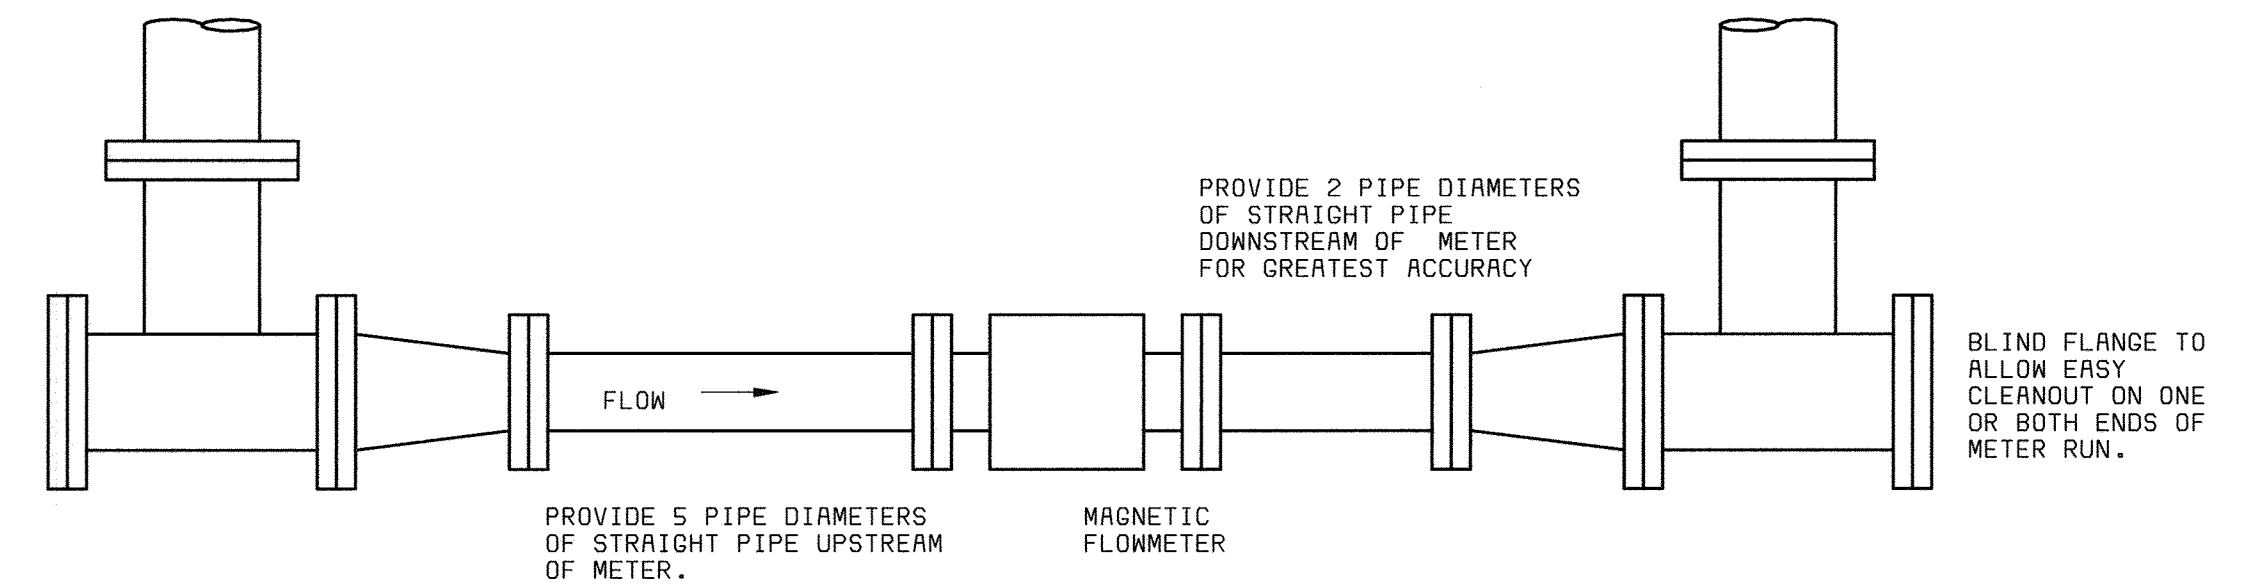 PROVIDE 2 PIPE DIAMETERS
OF STRAIGHT PIPE
DOWNSTREAM OF METER
FOR GREATEST ACCURACY
BLIND FLANGE TO
ALLOW EASY
CLEANOUT ON ONE
OR BOTH ENDS OF
METER RUN.
FLOW
PROVIDE 5 PIPE DIAMETERS
OF STRAIGHT PIPE UPSTREAM
OF METER.
MAGNETIC
FLOWMETER